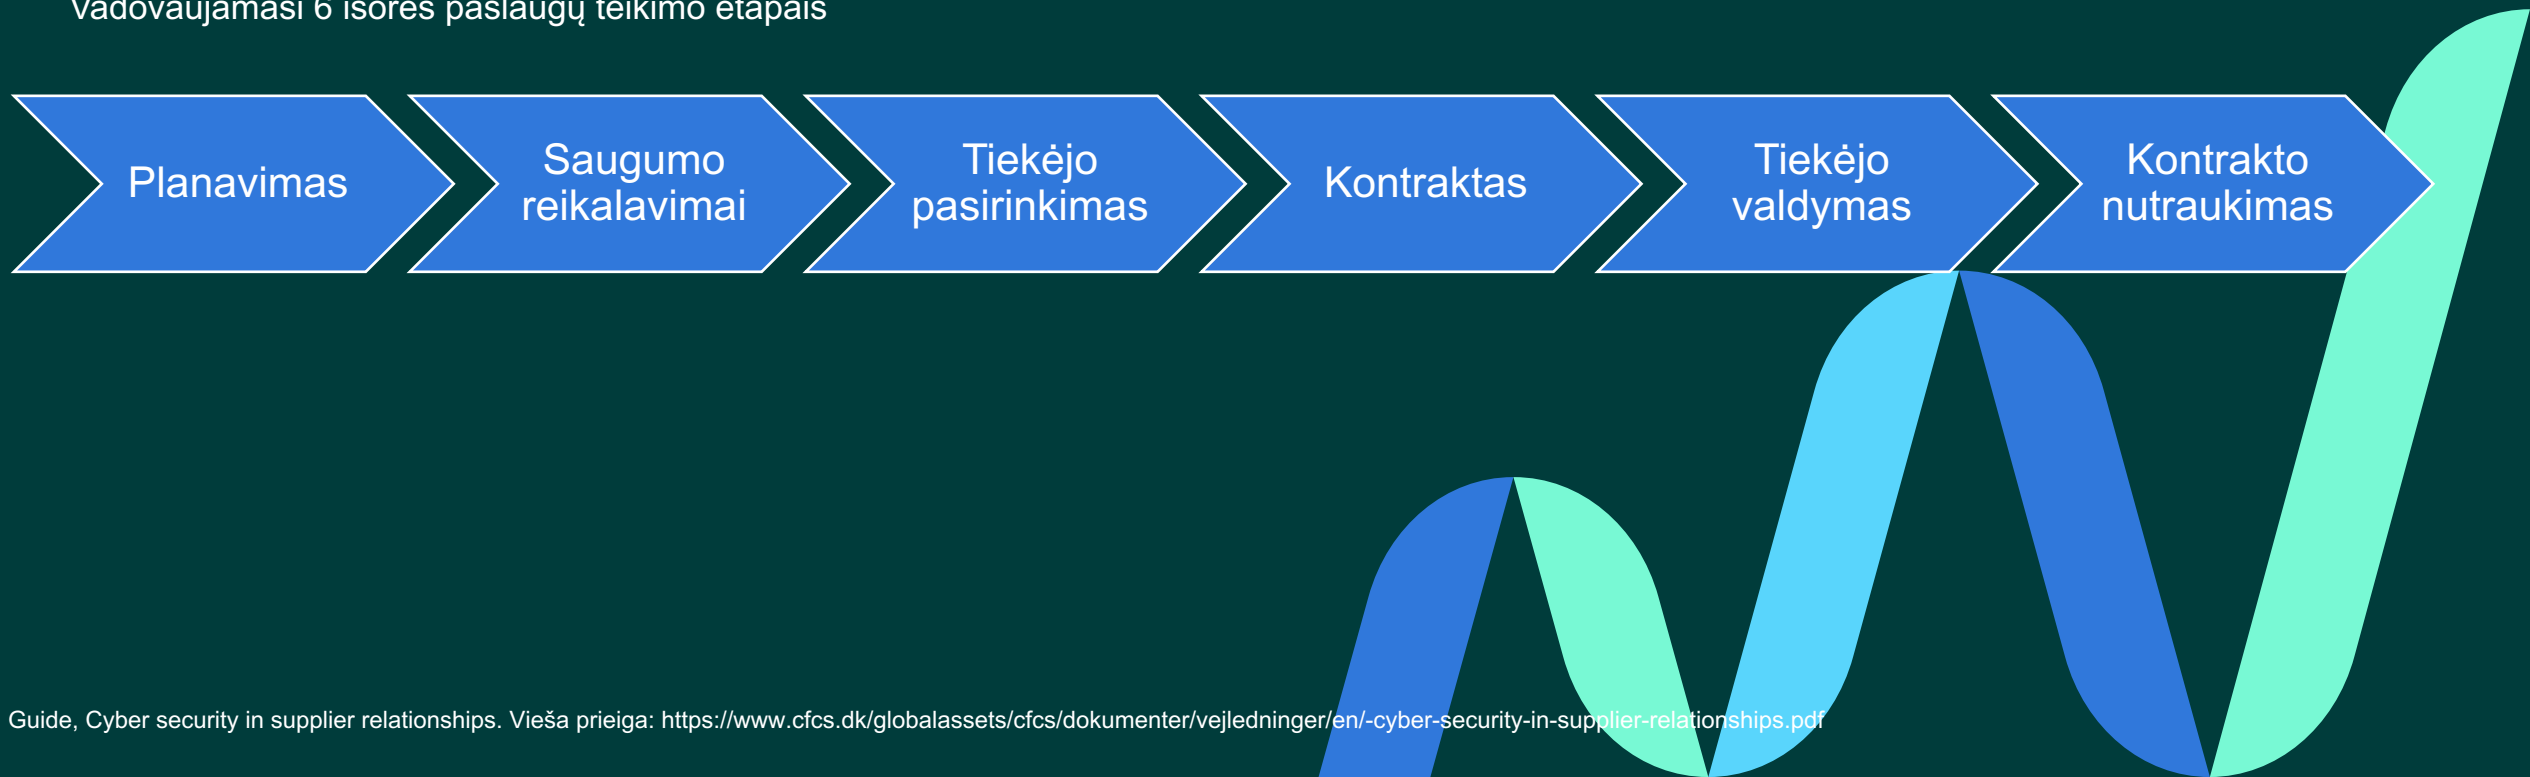 Vadovaujamasi 6 išorės paslaugų teikimo etapais
Planavimas
Saugumo
reikalavimai
Tiekėjo
pasirinkimas
Kontraktas
Tiekėjo
valdymas
Kontrakto
nutraukimas
Guide, Cyber security in supplier relationships. Vieša prieiga: https://www.cfcs.dk/globalassets/cfcs/dokumenter/vejledninger/en/-cyber-security-in-supplier-relationships.pdf